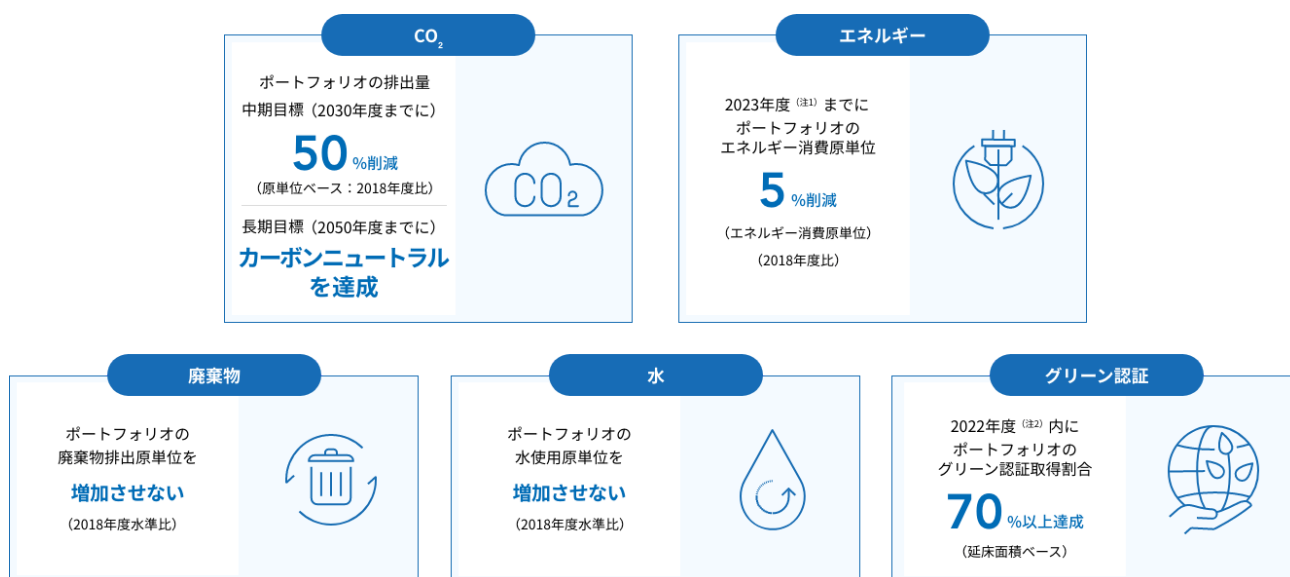 CO₂
ポートフォリオの排出量
中期目標（2030年度までに）
50%削減
（原単位ベース：2018年度比）
長期目標（2050年度までに）
カーボンニュートラル
を達成
CO₂
エネルギー
2023年度（注1）までに
ポートフォリオの
エネルギー消費原単位
5%削減
（エネルギー消費原単位）
（2018年度比）
廃棄物
ポートフォリオの
廃棄物排出原単位を
増加させない
（2018年度水準比）
水
ポートフォリオの
水使用原単位を
増加させない
（2018年度水準比）
グリーン認証
2022年度（注2）内に
ポートフォリオの
グリーン認証取得割合
70%以上達成
（延床面積ベース）